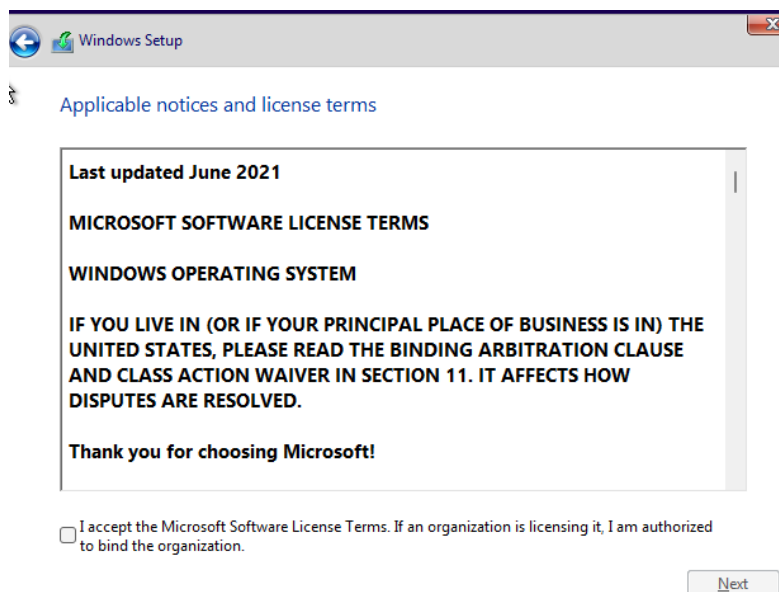 Windows Setup
Applicable notices and license terms
Last updated June 2021
MICROSOFT SOFTWARE LICENSE TERMS
WINDOWS OPERATING SYSTEM
IF YOU LIVE IN (OR IF YOUR PRINCIPAL PLACE OF BUSINESS IS IN) THE
UNITED STATES, PLEASE READ THE BINDING ARBITRATION CLAUSE
AND CLASS ACTION WAIVER IN SECTION 11. IT AFFECTS HOW
DISPUTES ARE RESOLVED.
Thank you for choosing Microsoft!
I accept the Microsoft Software License Terms. If an organization is licensing it, I am authorized
to bind the organization.
Next